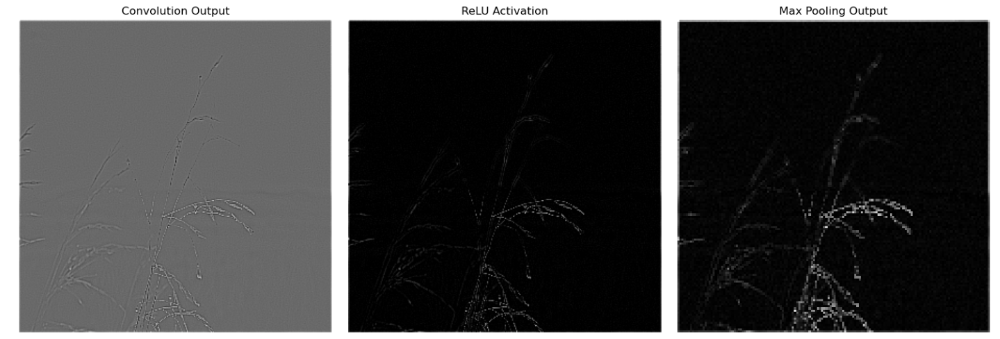 Convolution Output
ReLU Activation
Max Pooling Output